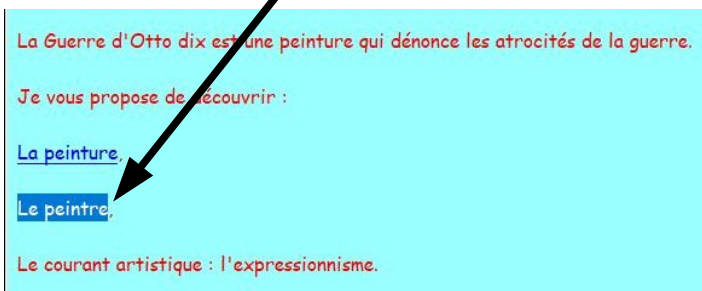 La Guerre d'Otto dix est une peinture qui dénonce les atrocités de la guerre.
Je vous propose de découvrir :
La peinture,
Le peintre,
Le courant artistique : l'expressionnisme.